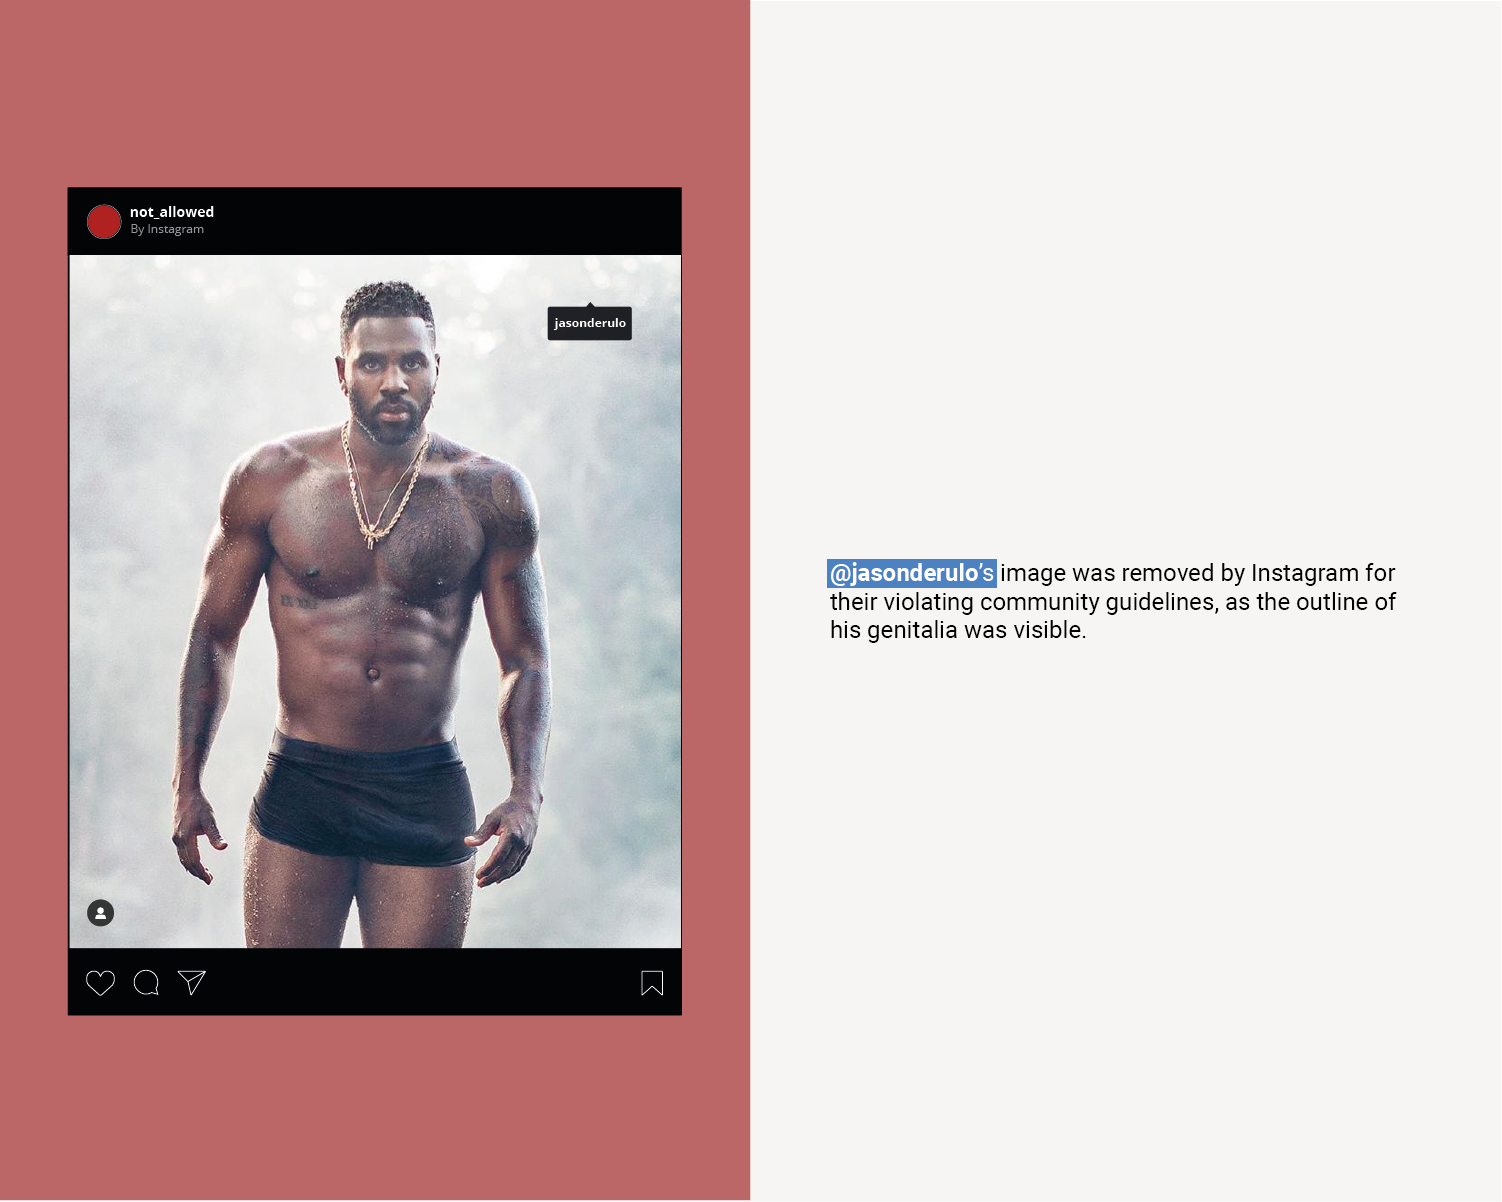 not_allowed
By Instagram
jasonderulo
@jasonderulo's image was removed by Instagram for
their violating community guidelines, as the outline of
his genitalia was visible.